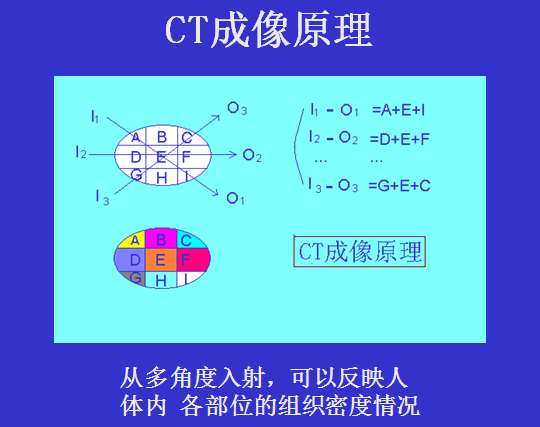 CT成像原理
I1
O3
I1 - O1 =A+E+I
A B C
I2 - O2 =D+E+F
I2
D E F
O2
... ...
G H I
I3
O1
I3 - O3 =G+E+C
A B C
D E F
G H I
CT成像原理
从多角度入射，可以反映人
体内 各部位的组织密度情况